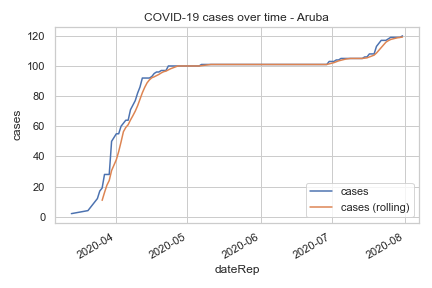 COVID-19 cases over time - Aruba
120
100
80
60
40
20
0
cases
cases
cases (rolling)
2020-04
2020-05
2020-06
2020-07
2020-08
dateRep